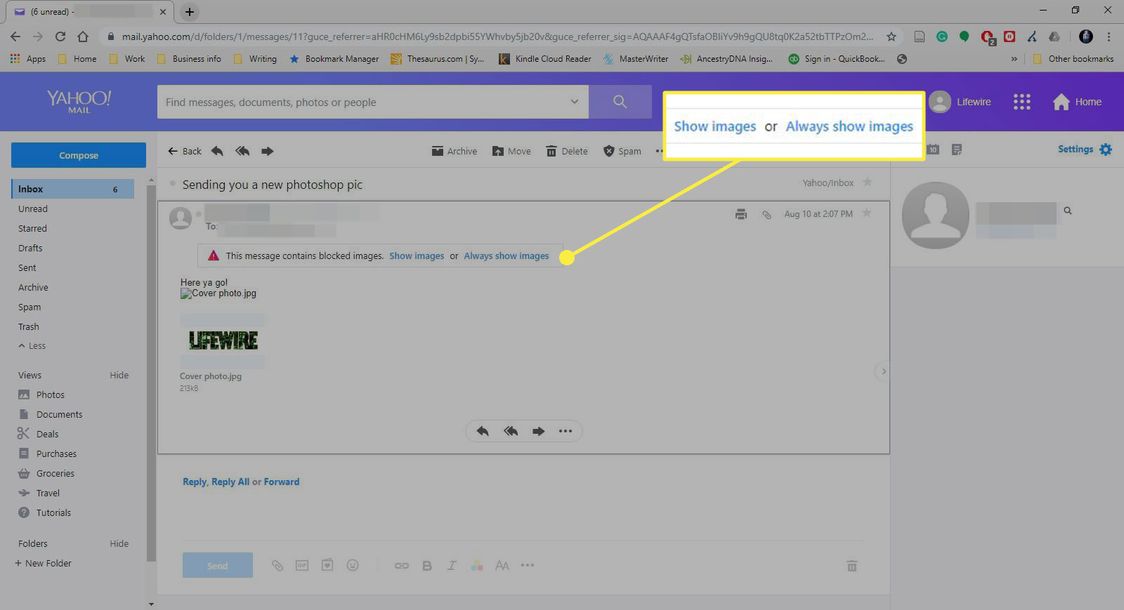 (6 unread) -
mail.yahoo.com/d/folders/1/messages/11?guce_referrer=aHR0cHM6Ly9sb2dpbi55YWhvby5jb20v&guce_referrer_sig=AQAAAF4gQTsfaOBIiYv9h9gQU8tq0K2a52tbTTPzOm2...
Apps Home Work Business info Writing Bookmark Manager Thesaurus.com | Sy... Kindle Cloud Reader MasterWriter AncestryDNA Insig... Sign in - QuickBook... » Other bookmarks
YAHOO!
MAIL
Find messages, documents, photos or people
Show images or Always show images
Lifewire
Home
Compose
Back Archive Move Delete Spam
10
Settings
Inbox 6
Unread
Starred
Drafts
Sent
Archive
Spam
Trash
Less
Views Hide
Photos
Documents
Deals
Purchases
Groceries
Travel
Tutorials
Folders Hide
+ New Folder
Sending you a new photoshop pic
Yahoo/Inbox
To:
Aug 10 at 2:07 PM
This message contains blocked images. Show images or Always show images
Here ya go!
Cover photo.jpg
LIFEWIRE
Cover photo.jpg
213kB
Reply, Reply All or Forward
Send
GIF B I AA